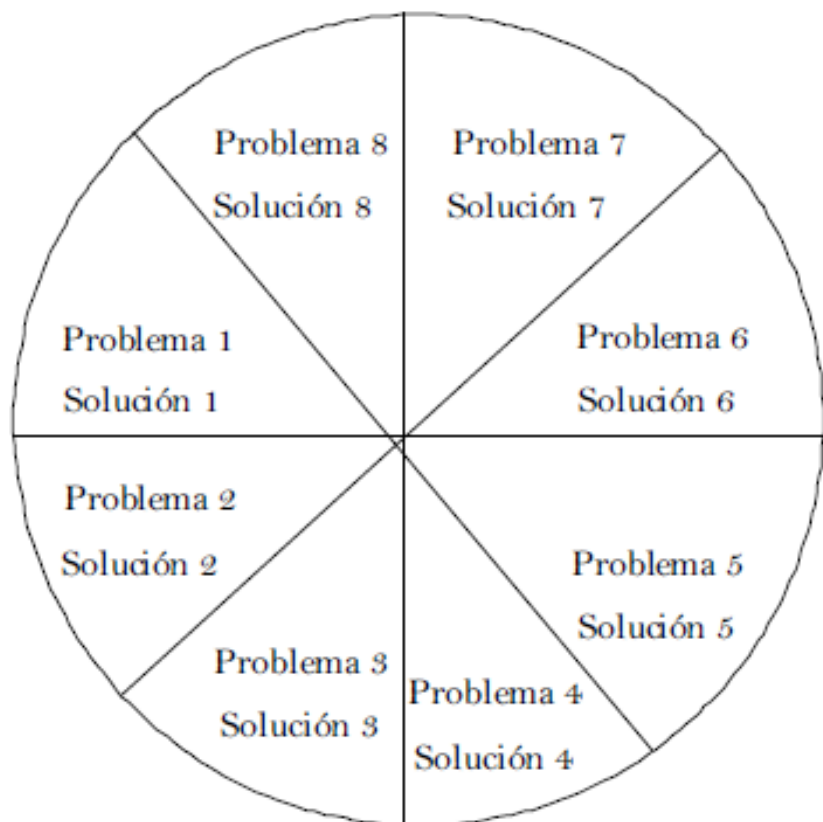 Problema 8
Solución 8
Problema 7
Solución 7
Problema 1
Solución 1
Problema 6
Solución 6
Problema 2
Solución 2
Problema 5
Solución 5
Problema 3
Solución 3
Problema 4
Solución 4